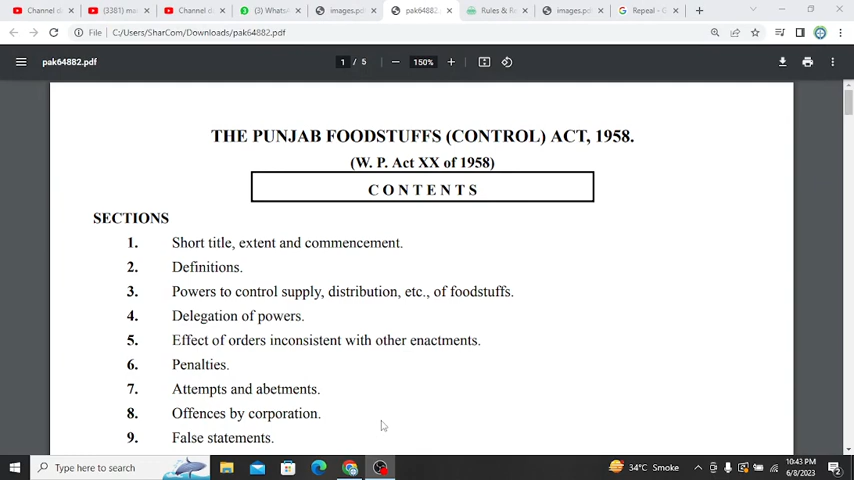 Channel d
(3381) ma
Channel d
(3) Whats
images.pd
pak64882.
Rules & Re
images.pd
Repeal - G
File
C:/Users/SharCom/Downloads/pak64882.pdf
pak64882.pdf
1 / 5
150%
THE PUNJAB FOODSTUFFS (CONTROL) ACT, 1958.
(W. P. Act XX of 1958)
C O N T E N T S
SECTIONS
1. Short title, extent and commencement.
2. Definitions.
3. Powers to control supply, distribution, etc., of foodstuffs.
4. Delegation of powers.
5. Effect of orders inconsistent with other enactments.
6. Penalties.
7. Attempts and abetments.
8. Offences by corporation.
9. False statements.
Type here to search
34°C Smoke
10:43 PM
6/8/2023
2